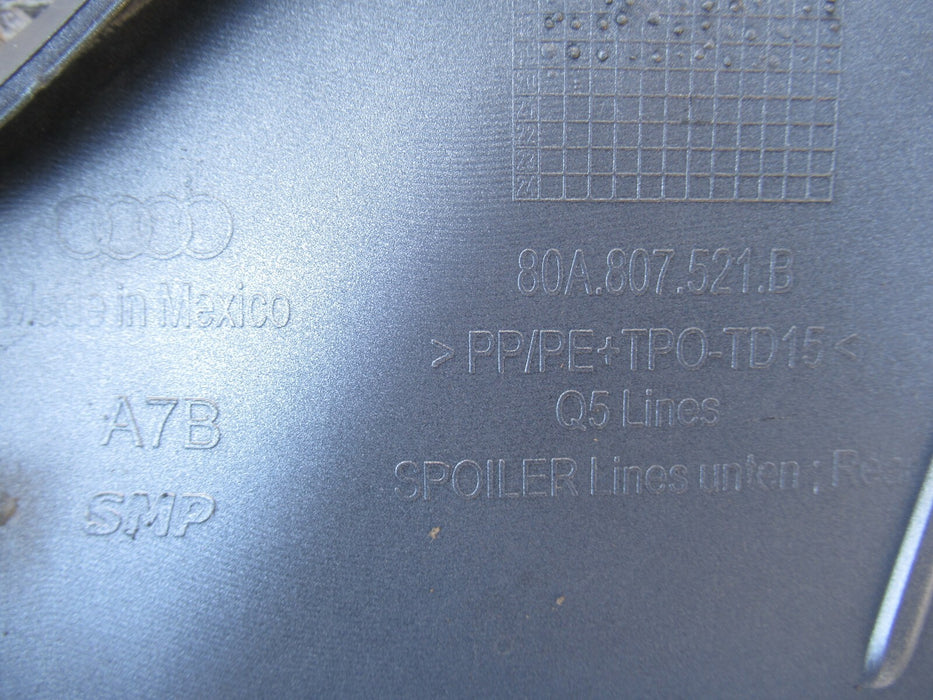 Made in Mexico
A7B
SMP
80A.807.521.B
>PP/PE+TPO-TD15<
Q5 Lines
SPOILER Lines unten ;